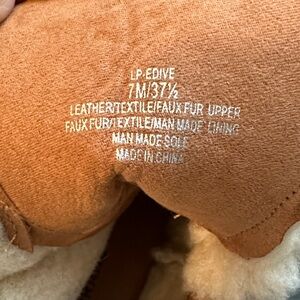 LP-EDIVE
7M/37½
LEATHER/TEXTILE/FAUX FUR UPPER
FAUX FUR/TEXTILE/MAN MADE LINING
MAN MADE SOLE
MADE IN CHINA